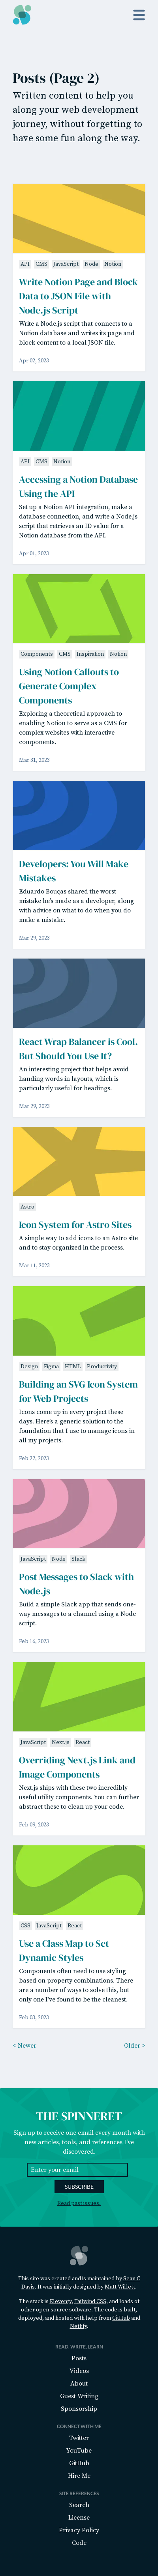 Posts (Page 2)
Written content to help you
along your web development
journey, without forgetting to
have some fun along the way.
API CMS JavaScript Node Notion
Write Notion Page and Block
Data to JSON File with
Node.js Script
Write a Node.js script that connects to a
Notion database and writes its page and
block content to a local JSON file.
Apr 02, 2023
API CMS Notion
Accessing a Notion Database
Using the API
Set up a Notion API integration, make a
database connection, and write a Node.js
script that retrieves an ID value for a
Notion database from the API.
Apr 01, 2023
Components CMS Inspiration Notion
Using Notion Callouts to
Generate Complex
Components
Exploring a theoretical approach to
enabling Notion to serve as a CMS for
complex websites with interactive
components.
Mar 31, 2023
Developers: You Will Make
Mistakes
Eduardo Bouças shared the worst
mistake he's made as a developer, along
with advice on what to do when you do
make a mistake.
Mar 29, 2023
React Wrap Balancer is Cool.
But Should You Use It?
An interesting project that helps avoid
handing words in layouts, which is
particularly useful for headings.
Mar 29, 2023
Astro
Icon System for Astro Sites
A simple way to add icons to an Astro site
and to stay organized in the process.
Mar 11, 2023
Design Figma HTML Productivity
Building an SVG Icon System
for Web Projects
Icons come up in every project these
days. Here's a generic solution to the
foundation that I use to manage icons in
all my projects.
Feb 27, 2023
JavaScript Node Slack
Post Messages to Slack with
Node.js
Build a simple Slack app that sends one-
way messages to a channel using a Node
script.
Feb 16, 2023
JavaScript Next.js React
Overriding Next.js Link and
Image Components
Next.js ships with these two incredibly
useful utility components. You can further
abstract these to clean up your code.
Feb 09, 2023
CSS JavaScript React
Use a Class Map to Set
Dynamic Styles
Components often need to use styling
based on property combinations. There
are a number of ways to solve this, but
only one I've found to be the cleanest.
Feb 03, 2023
< Newer Older >
THE SPINNERET
Sign up to receive one email every month with
new articles, tools, and references I've
discovered.
Enter your email
SUBSCRIBE
Read past issues.
This site was created and is maintained by Sean C
Davis. It was initially designed by Matt Willett.
The stack is Eleventy, Tailwind CSS, and loads of
other open source software. The code is built,
deployed, and hosted with help from GitHub and
Netlify.
READ, WRITE, LEARN
Posts
Videos
About
Guest Writing
Sponsorship
CONNECT WITH ME
Twitter
YouTube
GitHub
Hire Me
SITE REFERENCES
Search
License
Privacy Policy
Code